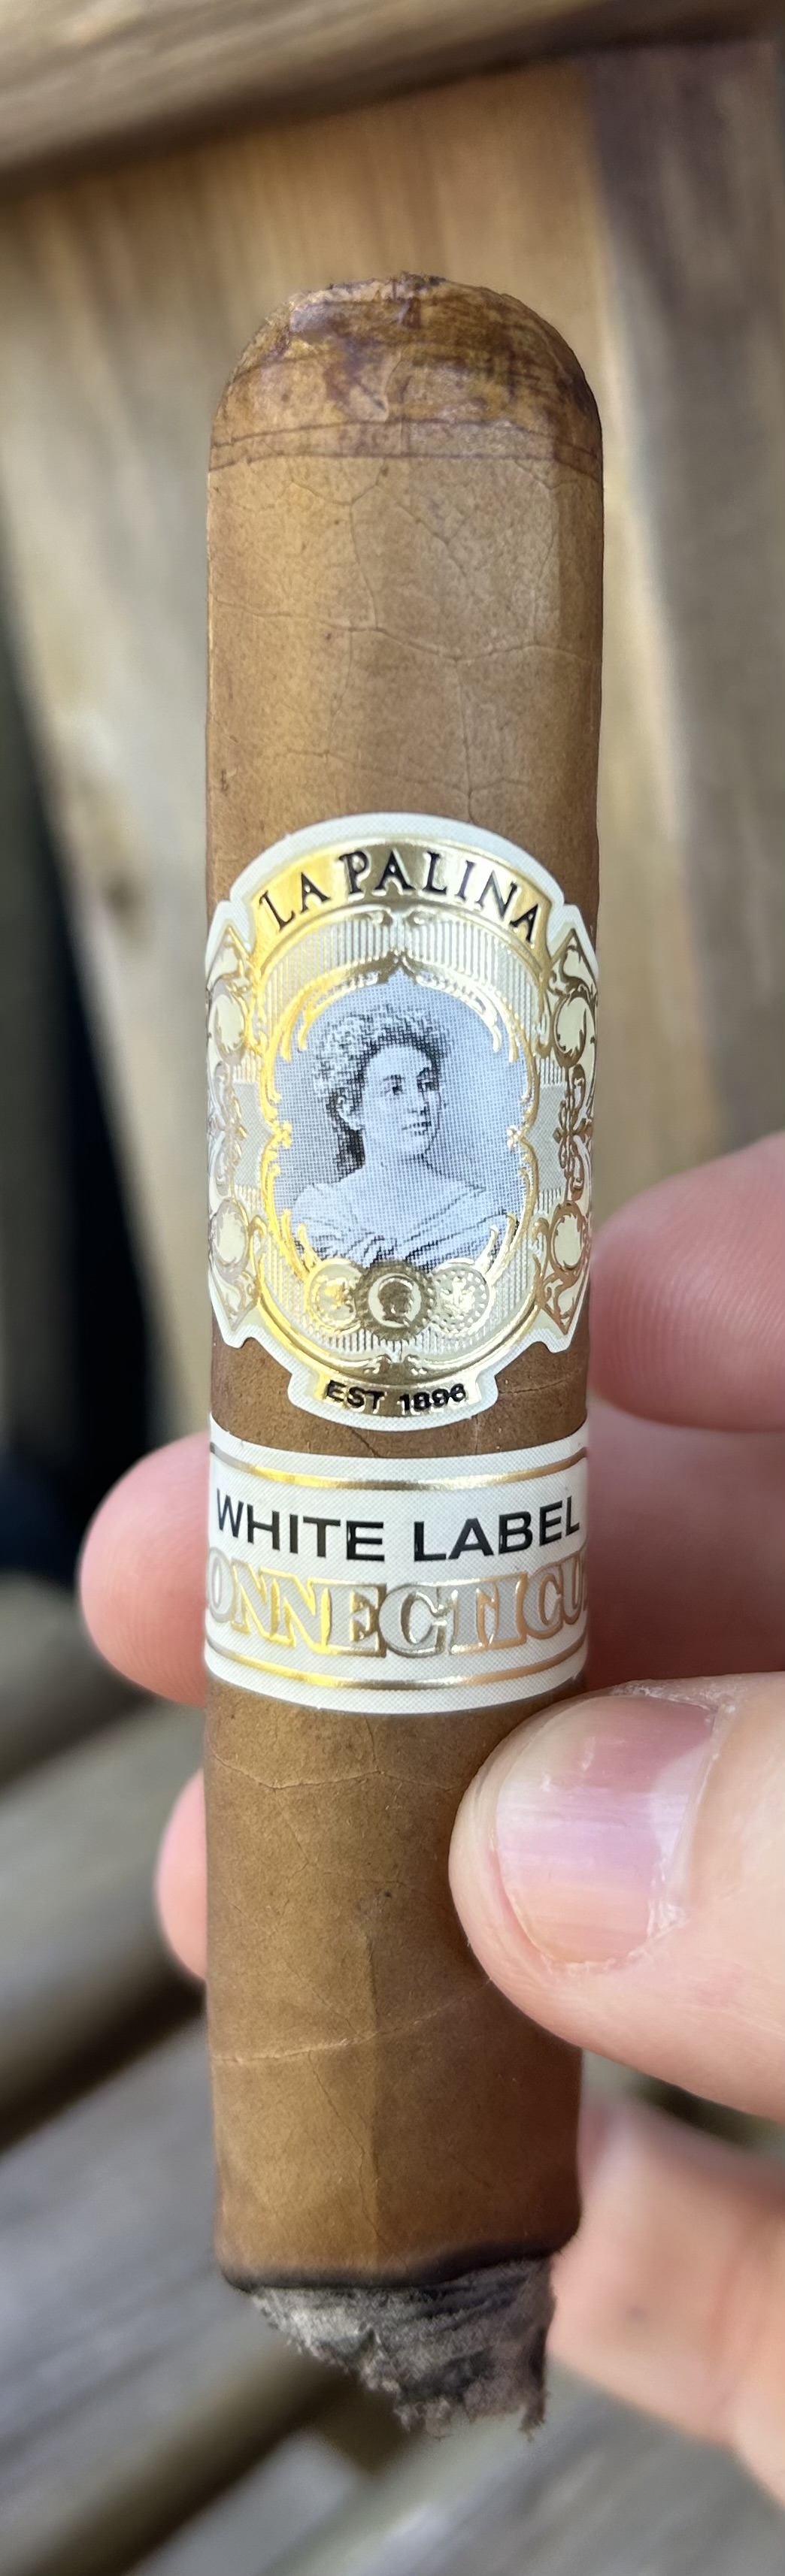 LA PALINA
EST 1896
WHITE LABEL
ONNECTICU